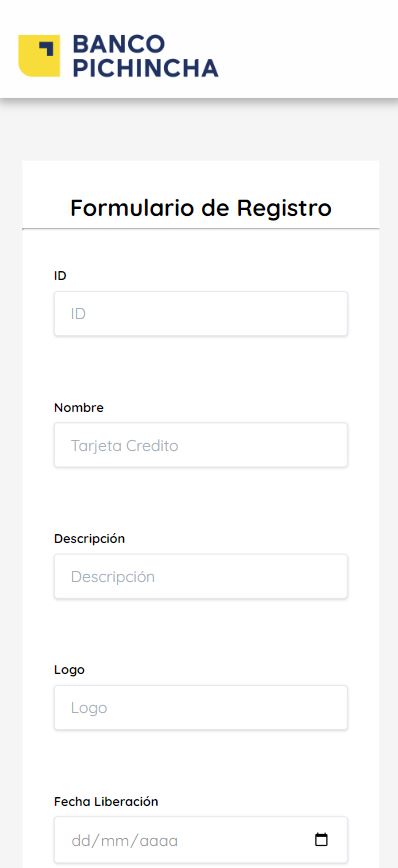 BANCO
PICHINCHA
Formulario de Registro
ID
ID
Nombre
Tarjeta Credito
Descripción
Descripción
Logo
Logo
Fecha Liberación
dd/mm/aaaa